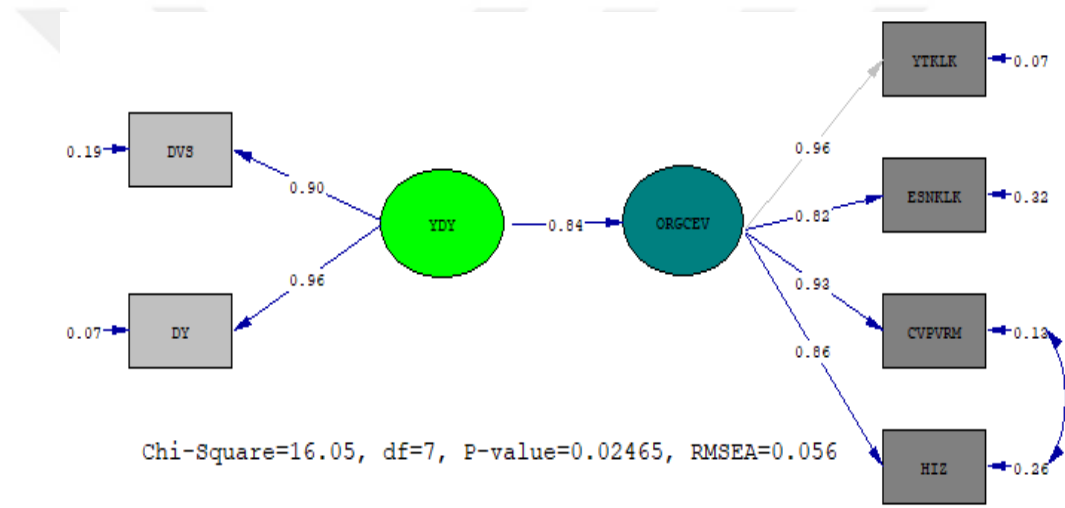 YTKLK
0.07
0.96
DVS
0.19
0.90
YDY
0.84
ORGCEV
ESNKLK
0.32
0.82
0.96
DY
0.07
0.93
CVPVRM
0.13
0.86
HIZ
0.26
Chi-Square=16.05, df=7, P-value=0.02465, RMSEA=0.056